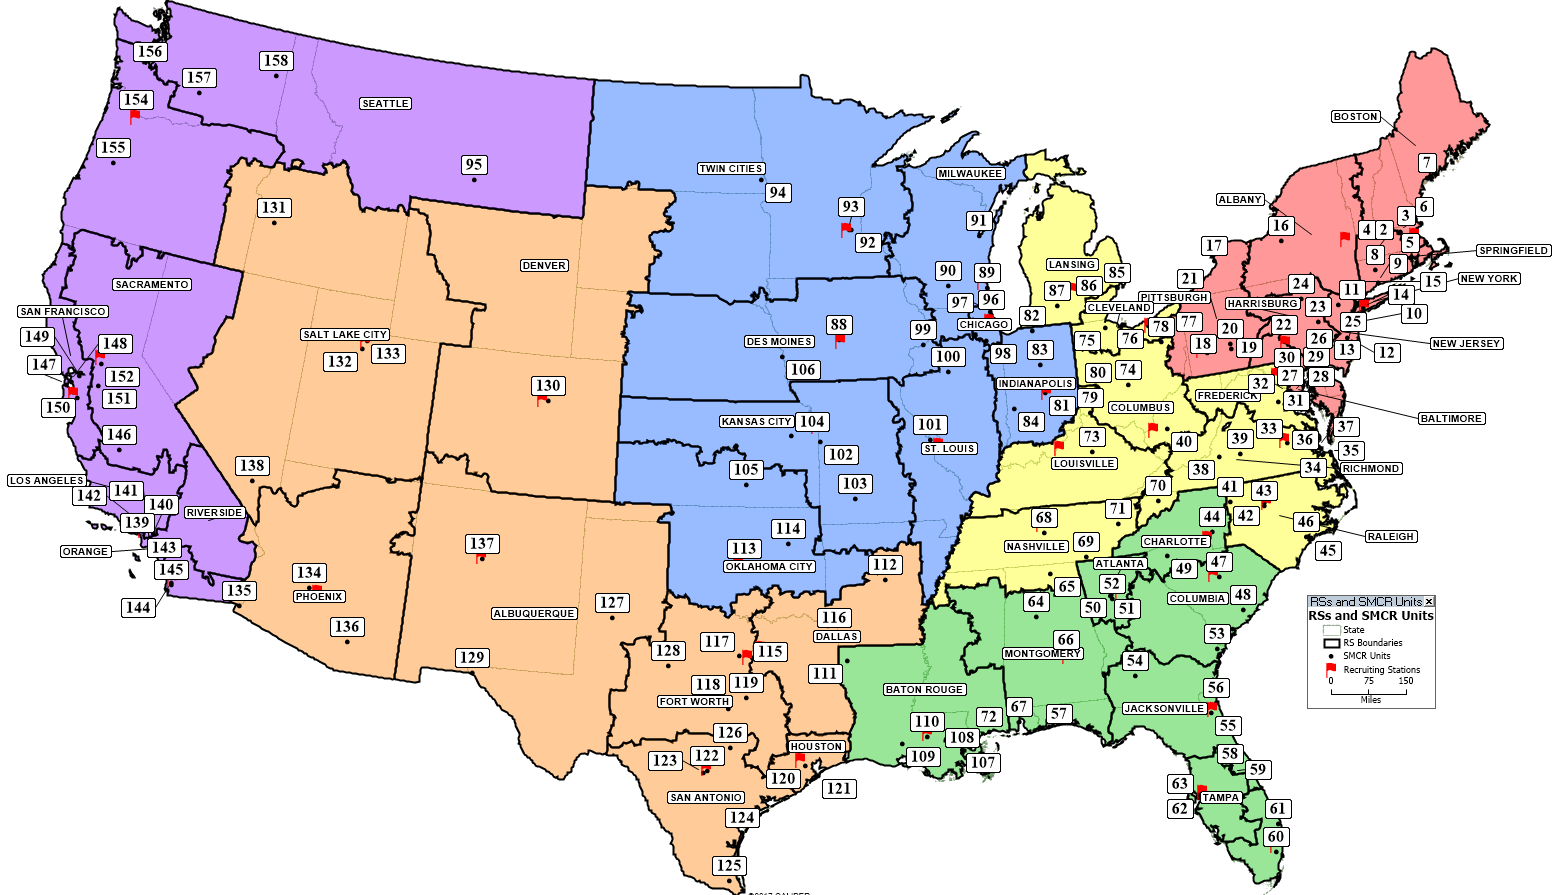 156
158
157
154
SEATTLE
155
95
131
TWIN CITIES
94
93
92
MILWAUKEE
91
BOSTON
7
ALBANY
16
6
3
4
2
5
SPRINGFIELD
17
8
9
NEW YORK
15
14
10
11
24
SACRAMENTO
SAN FRANCISCO
149
148
147
152
151
150
146
DENVER
SALT LAKE CITY
132
133
130
90
89
97
96
CHICAGO
LANSING
85
86
87
82
CLEVELAND
PITTSBURGH
21
HARRISBURG
23
25
NEW JERSEY
77
78
76
75
20
22
18
19
26
13
12
88
DES MOINES
106
99
100
98
83
INDIANAPOLIS
81
84
80
74
79
COLUMBUS
30
29
27
28
32
FREDERICK
31
BALTIMORE
KANSAS CITY
104
102
105
103
101
ST. LOUIS
73
LOUISVILLE
40
39
33
36
37
35
38
34
RICHMOND
138
LOS ANGELES
142
141
140
139
RIVERSIDE
ORANGE
143
145
144
135
134
PHOENIX
136
137
ALBUQUERQUE
127
129
114
113
OKLAHOMA CITY
112
70
71
68
NASHVILLE
69
41
43
42
46
RALEIGH
45
44
CHARLOTTE
ATLANTA
49
47
52
65
64
50
51
COLUMBIA
48
RSs and SMCR Units
RSs and SMCR Units
State
RS Boundaries
SMCR Units
Recruiting Stations
0 75 150
Miles
116
DALLAS
117
115
128
111
118
119
FORT WORTH
126
122
123
HOUSTON
120
121
SAN ANTONIO
124
125
66
MONTGOMERY
53
54
BATON ROUGE
110
72
67
57
108
109
107
JACKSONVILLE
56
55
58
59
63
62
TAMPA
61
60
©2017 CALIPER